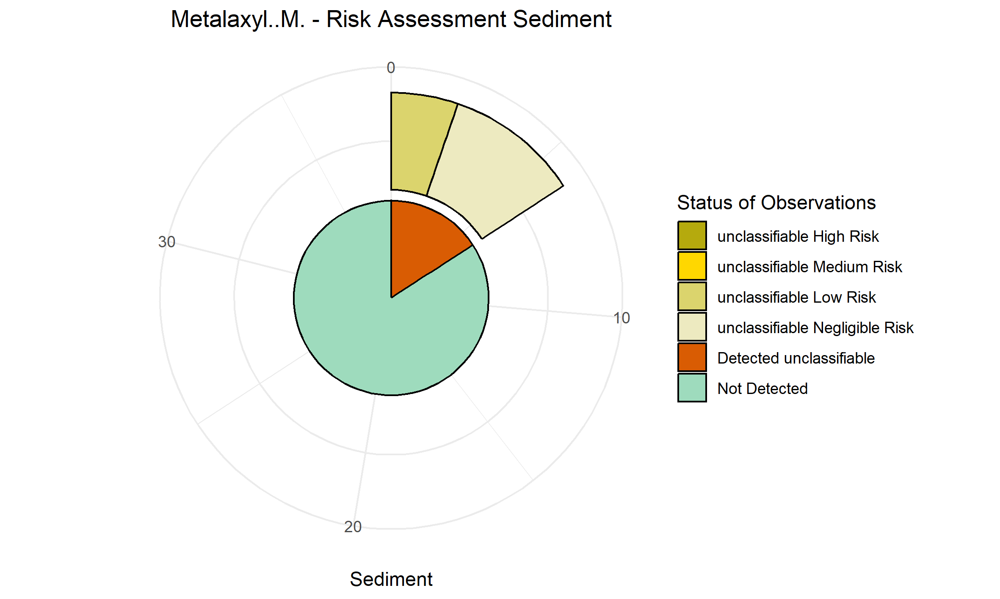 Metalaxyl..M. - Risk Assessment Sediment
0
30
10
20
Sediment
Status of Observations
unclassifiable High Risk
unclassifiable Medium Risk
unclassifiable Low Risk
unclassifiable Negligible Risk
Detected unclassifiable
Not Detected